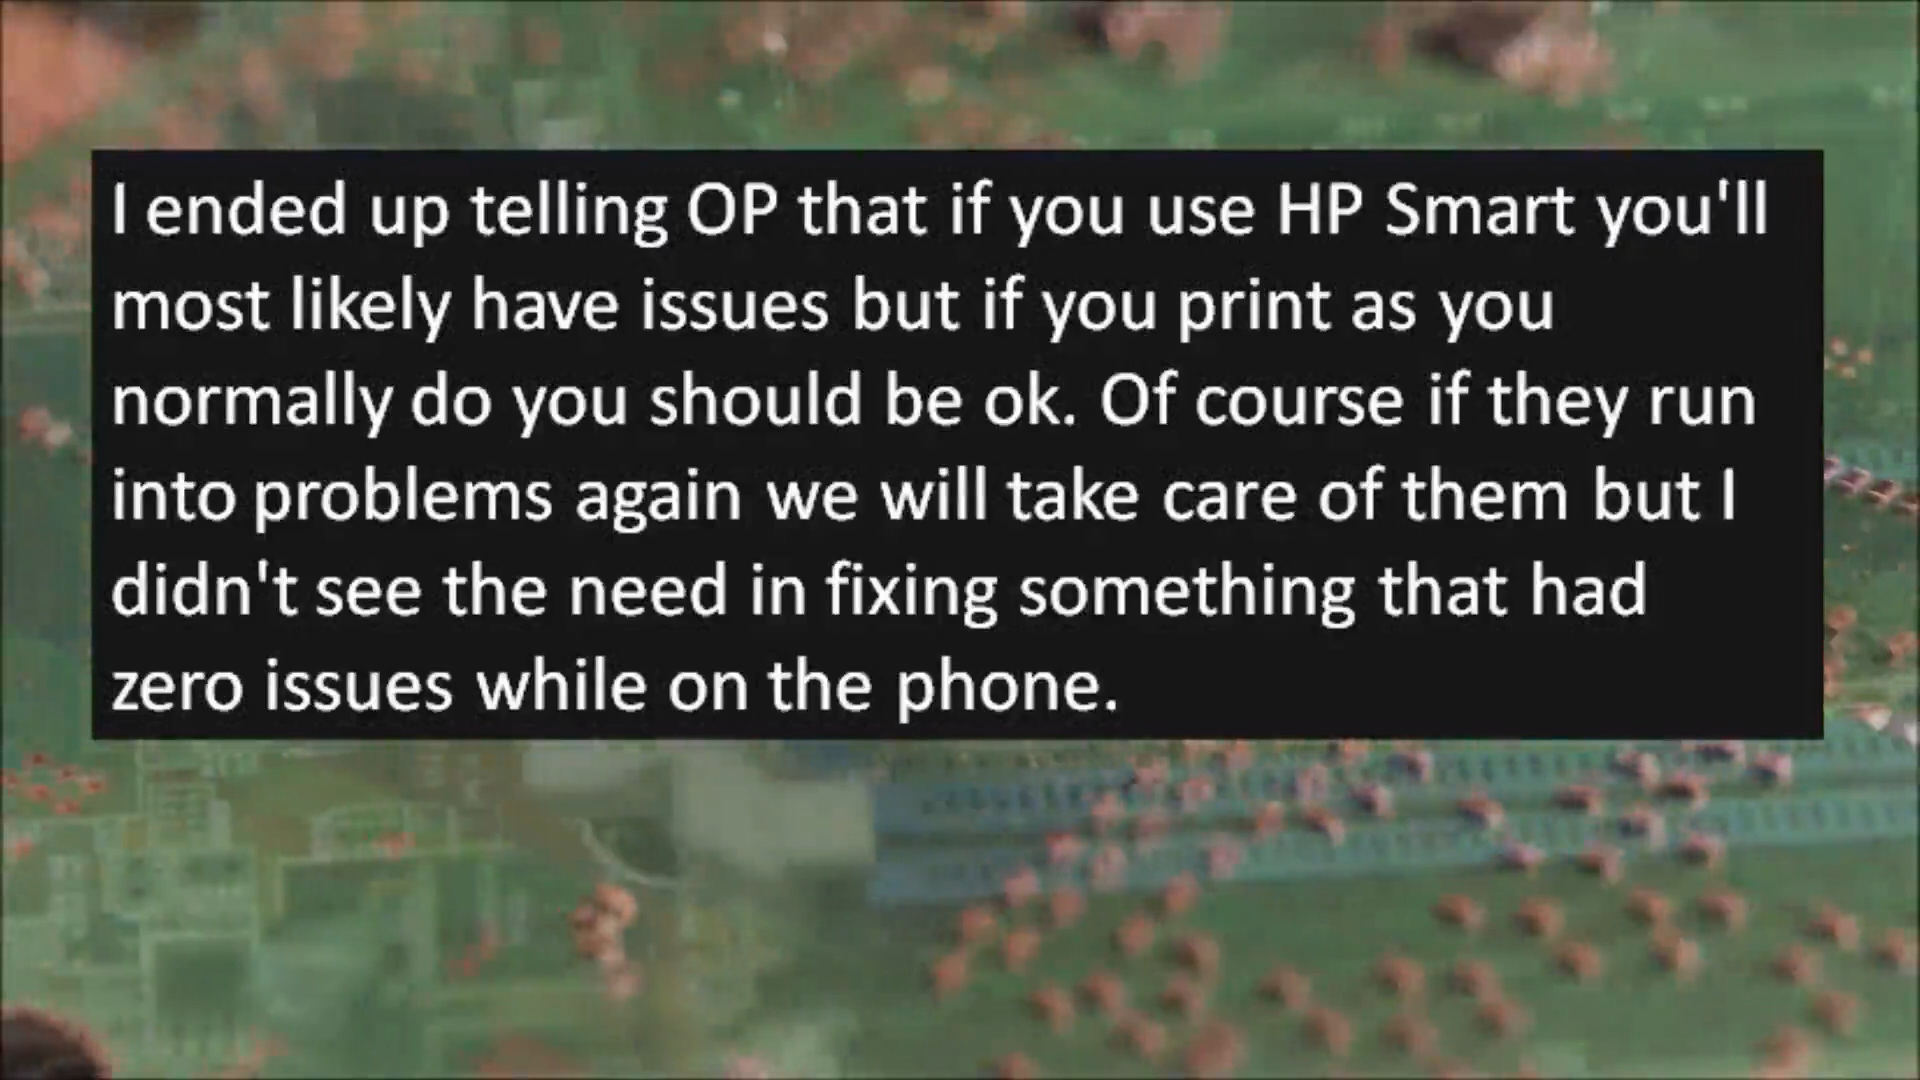 I ended up telling OP that if you use HP Smart you'll
most likely have issues but if you print as you
normally do you should be ok. Of course if they run
into problems again we will take care of them but I
didn't see the need in fixing something that had
zero issues while on the phone.